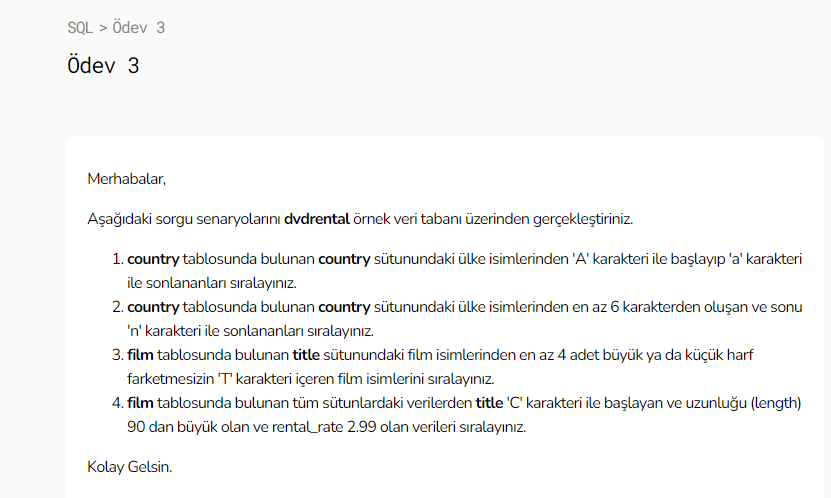 SQL > Ödev 3
Ödev 3
Merhabalar,
Aşağıdaki sorgu senaryolarını dvdrental örnek veri tabanı üzerinden gerçekleştiriniz.
1. country tablosunda bulunan country sütunundaki ülke isimlerinden 'A' karakteri ile başlayıp 'a' karakteri
ile sonlananları sıralayınız.
2. country tablosunda bulunan country sütunundaki ülke isimlerinden en az 6 karakterden oluşan ve sonu
'n' karakteri ile sonlananları sıralayınız.
3. film tablosunda bulunan title sütunundaki film isimlerinden en az 4 adet büyük ya da küçük harf
farketmesizin 'T' karakteri içeren film isimlerini sıralayınız.
4. film tablosunda bulunan tüm sütunlardaki verilerden title 'C' karakteri ile başlayan ve uzunluğu (length)
90 dan büyük olan ve rental_rate 2.99 olan verileri sıralayınız.
Kolay Gelsin.